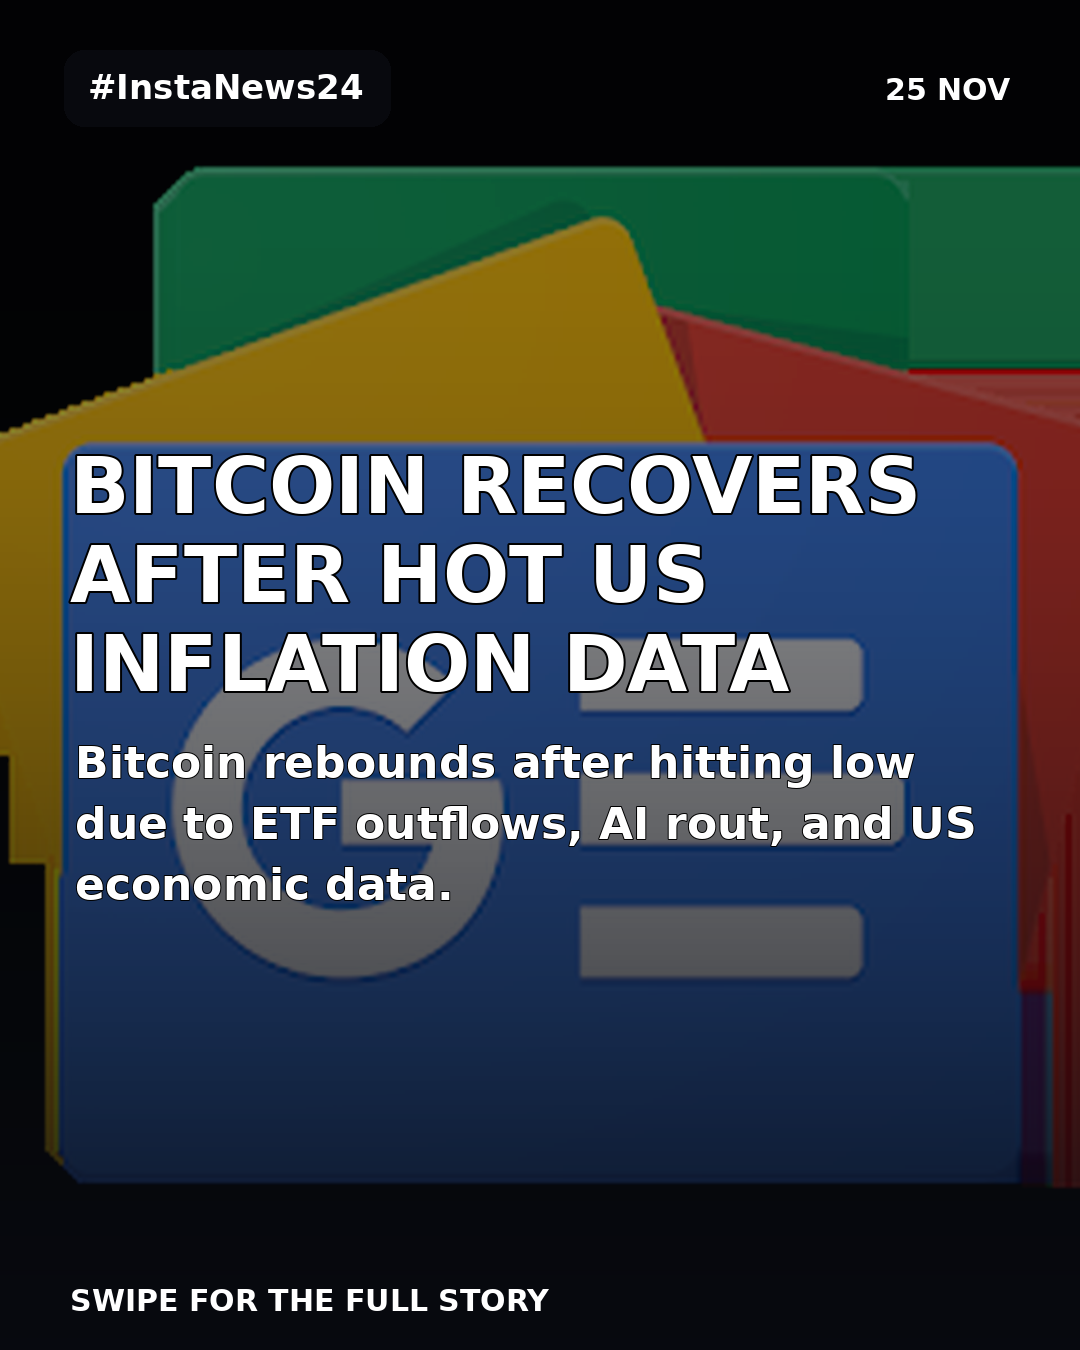 #InstaNews24
25 NOV
BITCOIN RECOVERS
AFTER HOT US
INFLATION DATA
Bitcoin rebounds after hitting low
due to ETF outflows, AI rout, and US
economic data.
G
SWIPE FOR THE FULL STORY